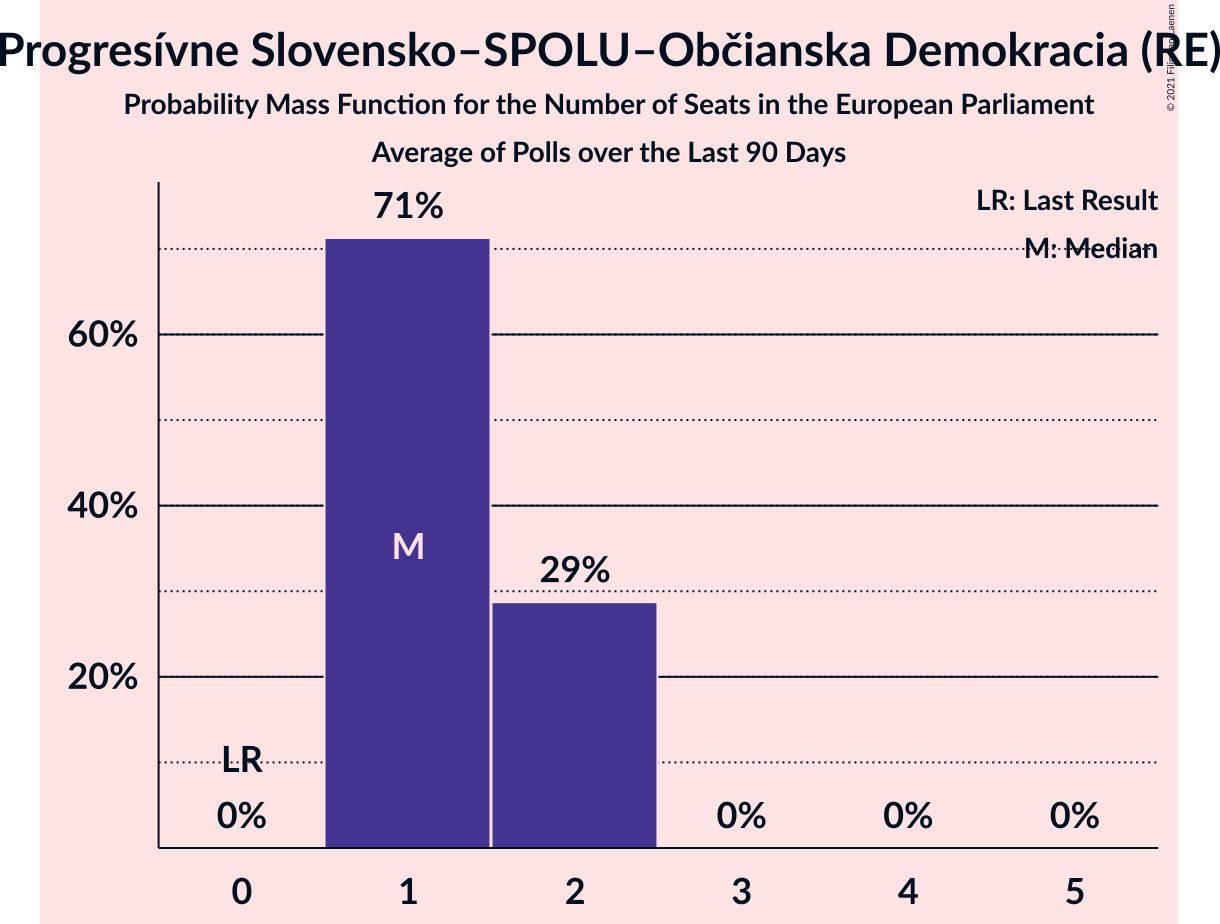 Progresívne Slovensko–SPOLU–Občianska Demokracia (RE)
Probability Mass Function for the Number of Seats in the European Parliament
Average of Polls over the Last 90 Days
© 2021 Laenen
LR: Last Result
M: Median
71%
60%
40%
M
29%
20%
LR
0%
0%
0%
0%
0
1
2
3
4
5